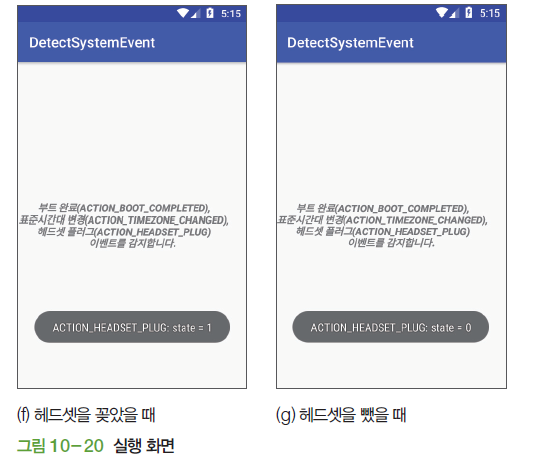 5:15
DetectSystemEvent
부트 완료(ACTION_BOOT_COMPLETED),
표준시간대 변경(ACTION_TIMEZONE_CHANGED),
헤드셋 플러그(ACTION_HEADSET_PLUG)
이벤트를 감지합니다.
ACTION_HEADSET_PLUG: state = 1
(f) 헤드셋을 꽂았을 때
5:15
DetectSystemEvent
부트 완료(ACTION_BOOT_COMPLETED),
표준시간대 변경(ACTION_TIMEZONE_CHANGED),
헤드셋 플러그(ACTION_HEADSET_PLUG)
이벤트를 감지합니다.
ACTION_HEADSET_PLUG: state = 0
(g) 헤드셋을 뺐을 때
그림 10-20 실행 화면